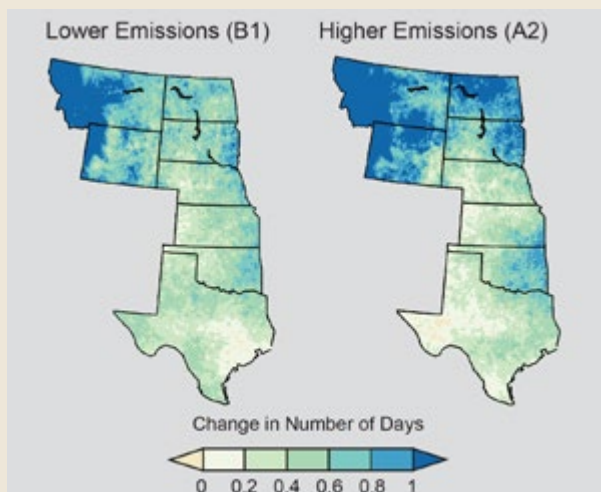 Lower Emissions (B1) Higher Emissions (A2)
Change in Number of Days
0 0.2 0.4 0.6 0.8 1